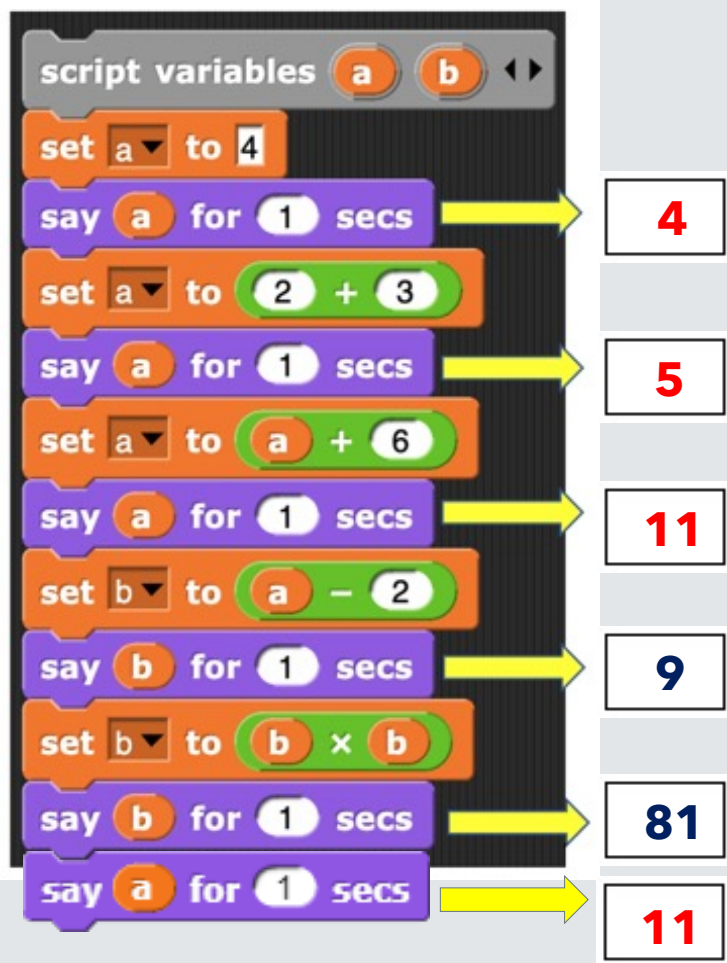 script variables a b
set a to 4
say a for 1 secs 4
set a to 2 + 3
say a for 1 secs 5
set a to a + 6
say a for 1 secs 11
set b to a - 2
say b for 1 secs 9
set b to b × b
say b for 1 secs 81
say a for 1 secs 11